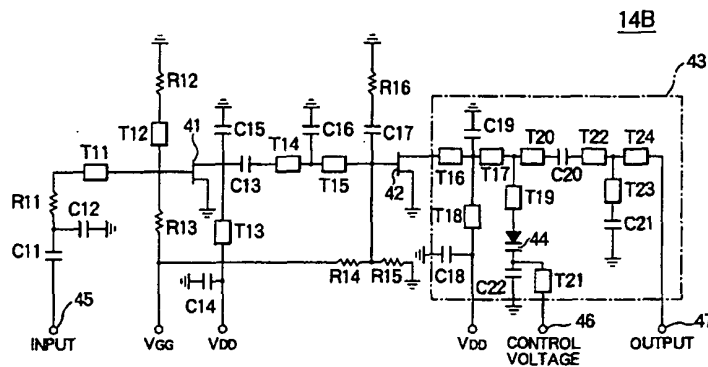 14B
43
R12
R16
41
C15
C16
C17
C19
T12
T14
T20
T22
T24
T11
C13
T15
42
T16
T17
C20
R11
C12
T19
T23
R13
T13
T18
44
C21
C11
R14
R15
C18
C22
T21
C14
45
46
47
INPUT
VGG
VDD
VDD
CONTROL
VOLTAGE
OUTPUT